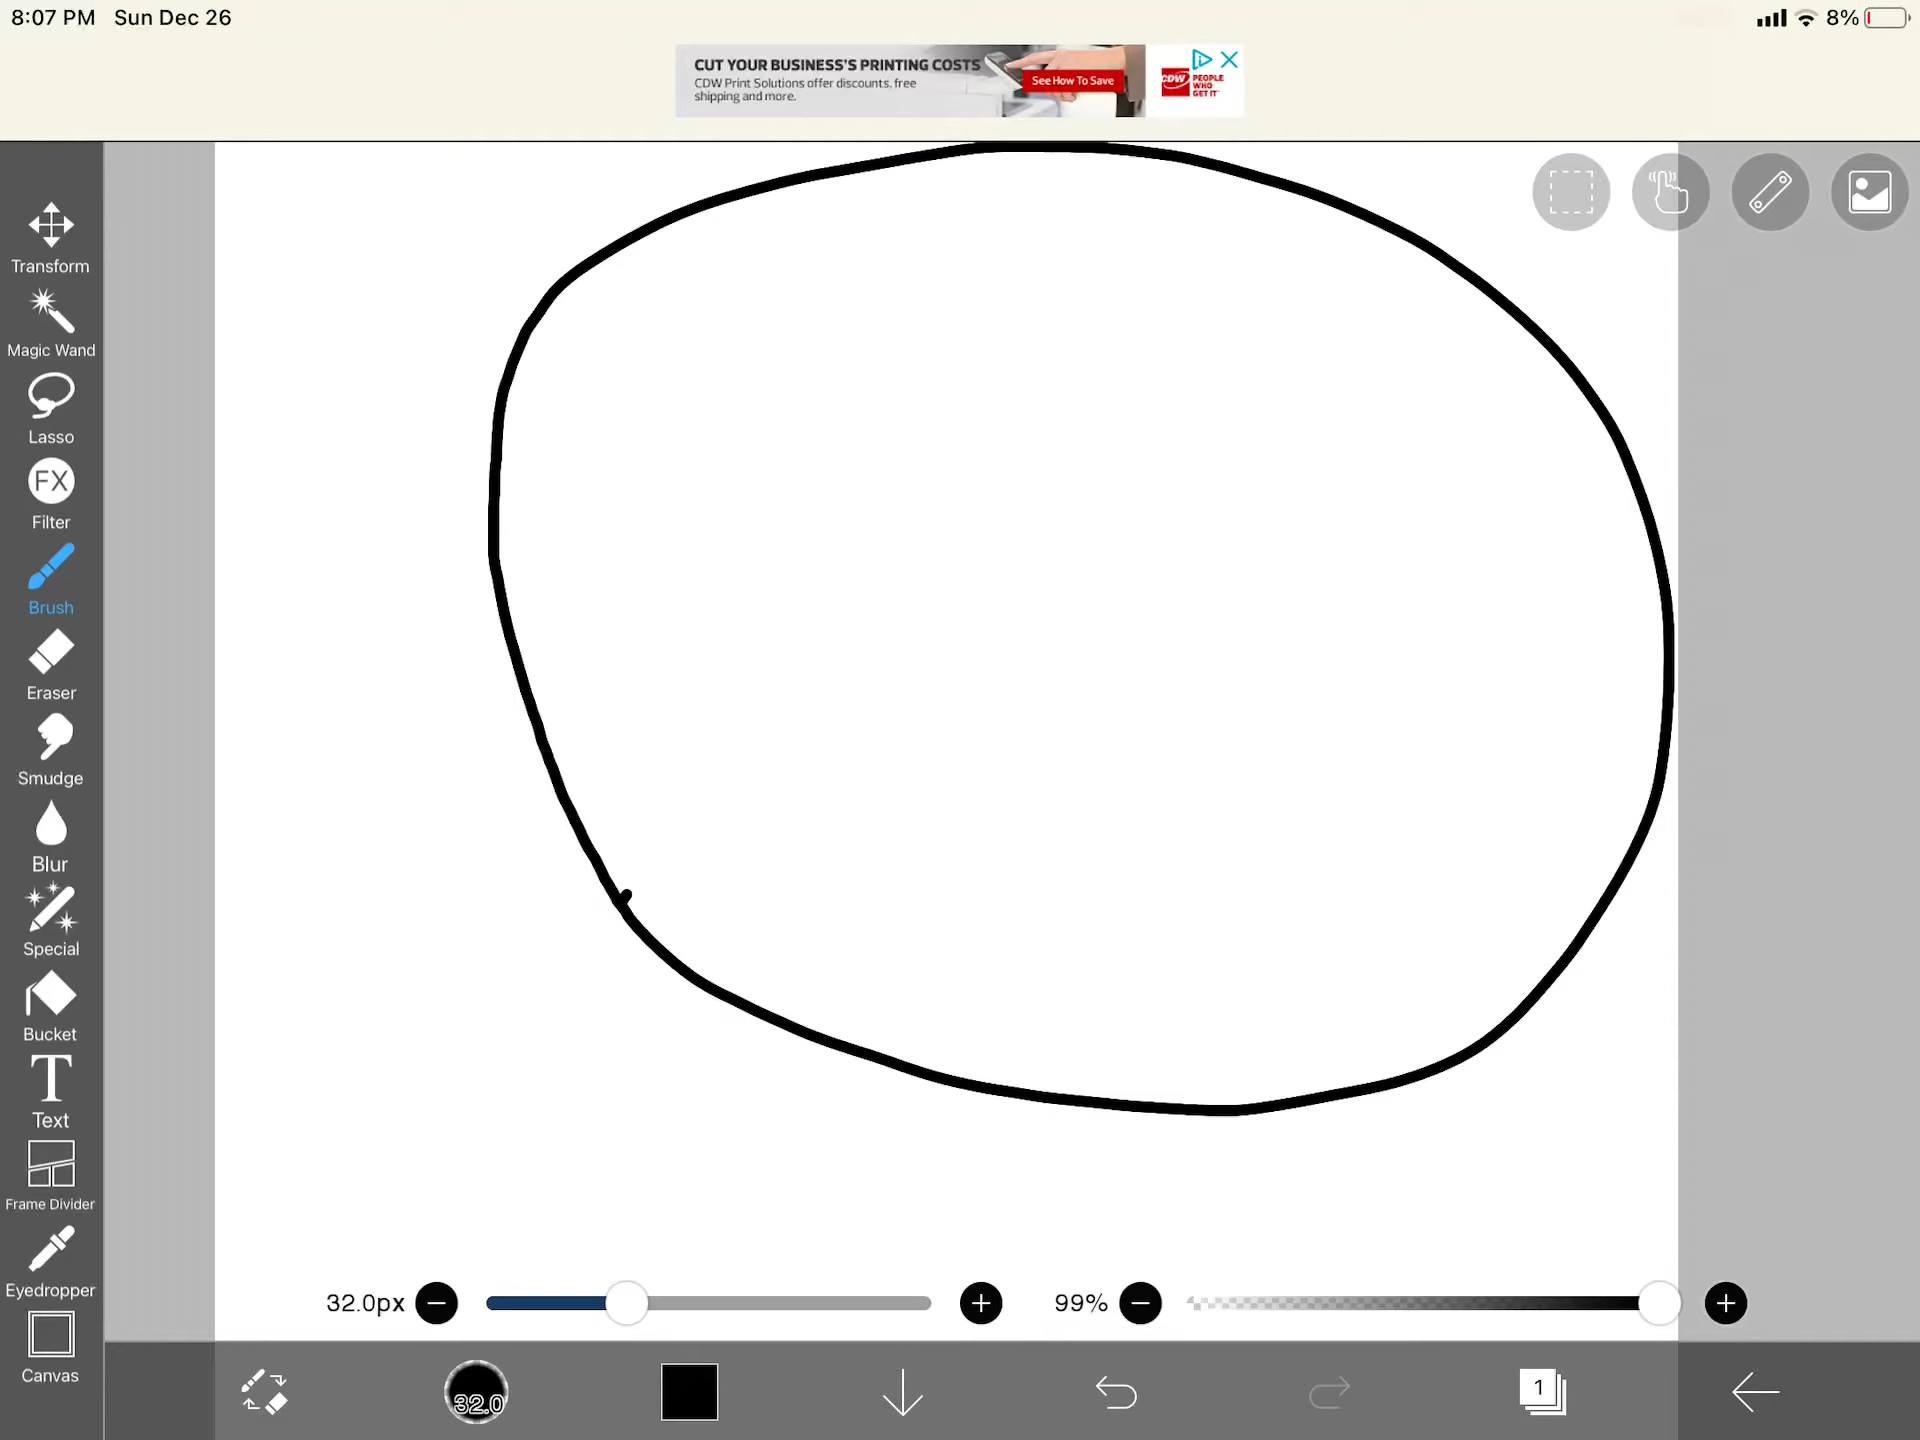 8:07 PM Sun Dec 26
8%
CUT YOUR BUSINESS'S PRINTING COSTS
CDW Print Solutions offer discounts, free
shipping and more.
See How To Save
CDW PEOPLE
WHO
GET IT
Transform
Magic Wand
Lasso
FX
Filter
Brush
Eraser
Smudge
Blur
Special
Bucket
T
Text
Frame Divider
Eyedropper
Canvas
32.0px
99%
32.0
1